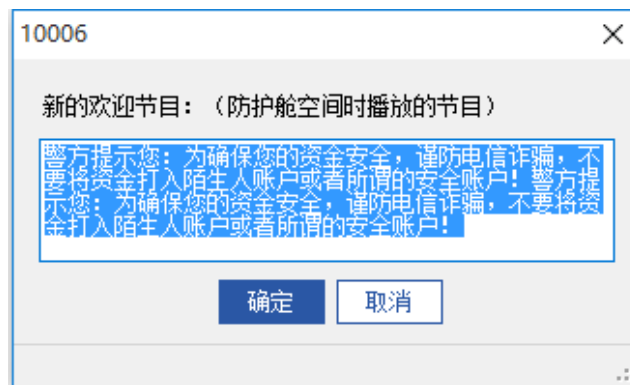 10006
新的欢迎节目：（防护舱空间时播放的节目）
警方提示您：为确保您的资金安全，谨防电信诈骗，不
要将资金打入陌生人账户或者所谓的安全账户！警方提
示您：为确保您的资金安全，谨防电信诈骗，不要将资
金打入陌生人账户或者所谓的安全账户！
确定 取消